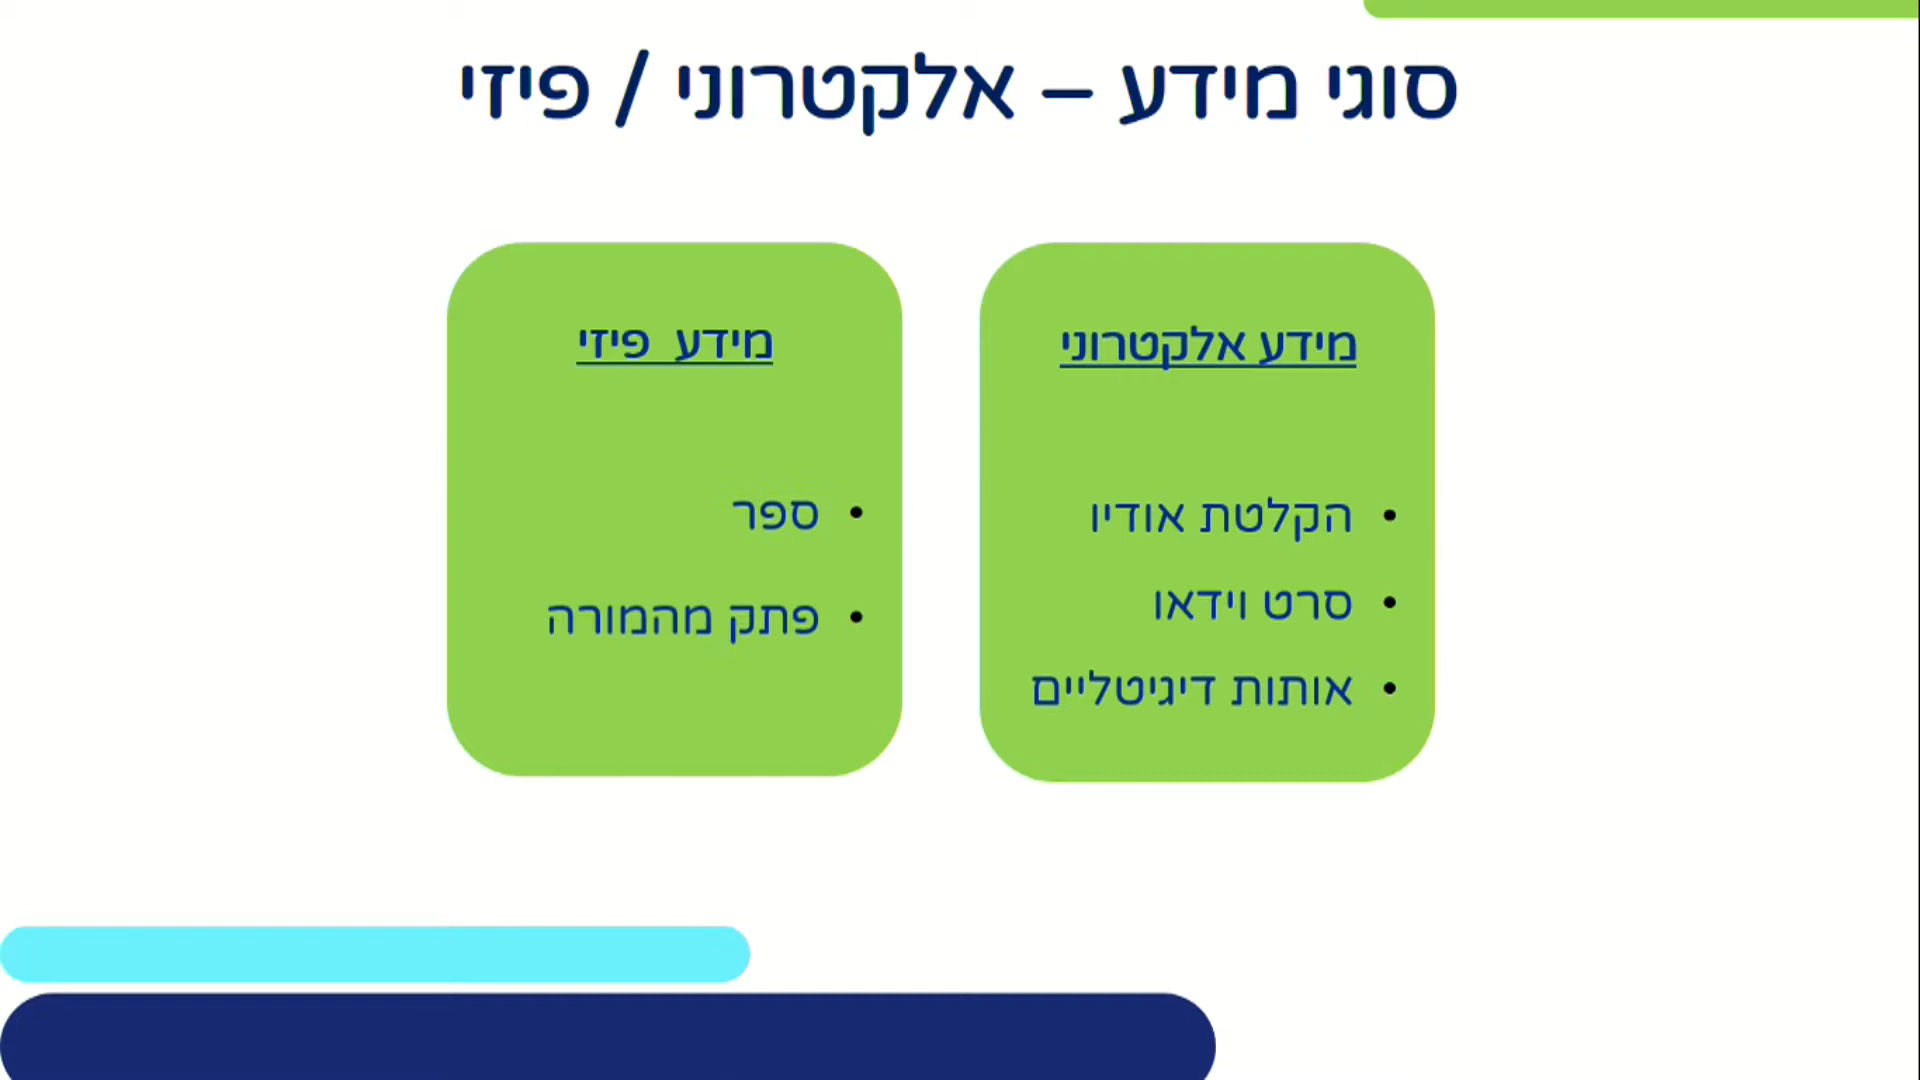 סוגי מידע – אלקטרוני / פיזי
מידע אלקטרוני
• הקלטת אודיו
• סרט וידאו
• אותות דיגיטליים
מידע  פיזי
• ספר
• פתק מהמורה